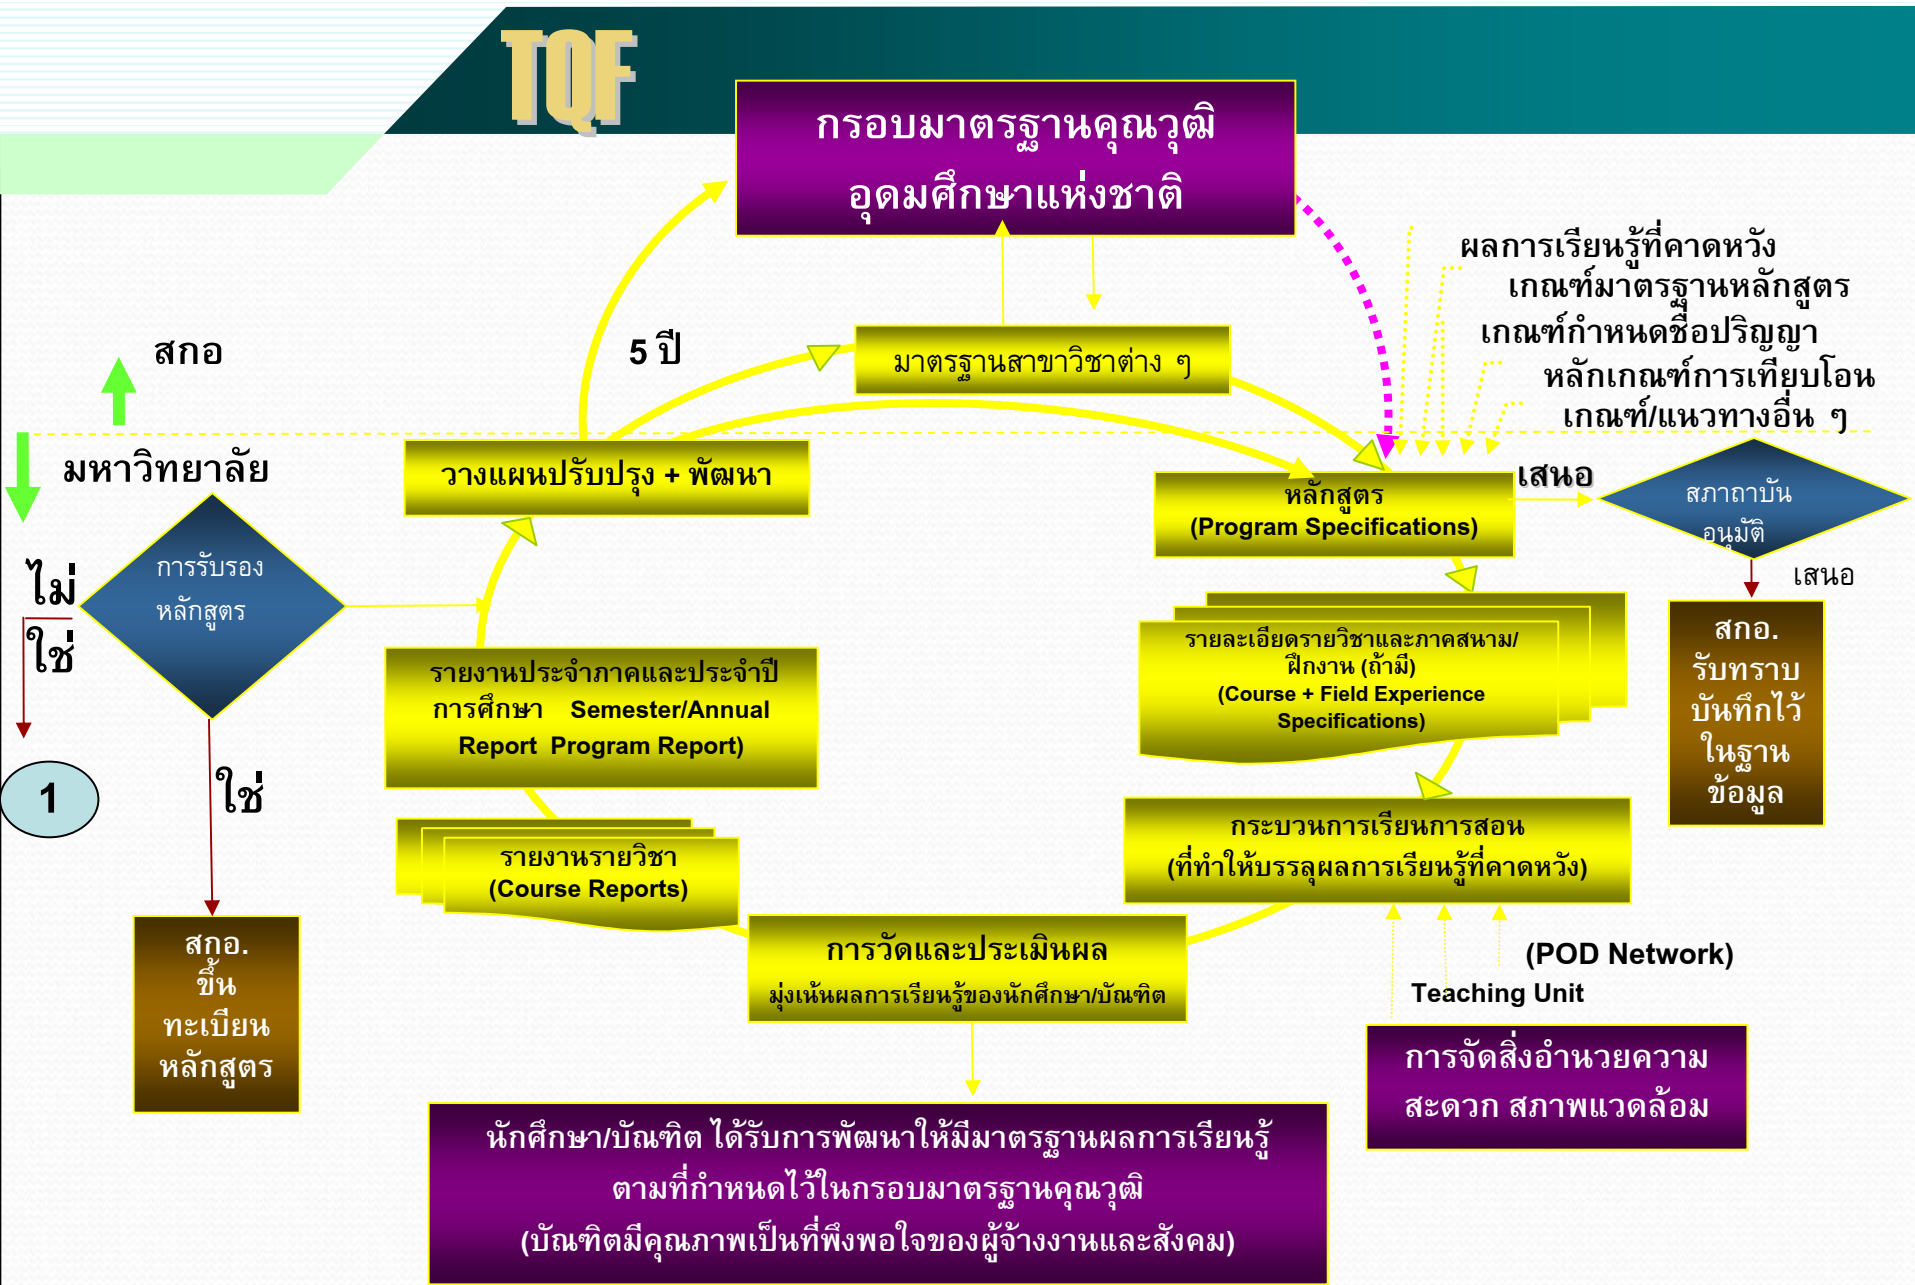 TQF
กรอบมาตรฐานคุณวุฒิ
อุดมศึกษาแห่งชาติ
ผลการเรียนรู้ที่คาดหวัง
เกณฑ์มาตรฐานหลักสูตร
เกณฑ์กำหนดชื่อปริญญา
หลักเกณฑ์การเทียบโอน
เกณฑ์/แนวทางอื่น ๆ
สกอ
5 ปี
มาตรฐานสาขาวิชาต่าง ๆ
มหาวิทยาลัย
วางแผนปรับปรุง + พัฒนา
หลักสูตร
(Program Specifications)
เสนอ
สภาถาบัน
อนุมัติ
เสนอ
การรับรอง
หลักสูตร
ไม่
ใช่
1
ใช่
สกอ.
ขึ้น
ทะเบียน
หลักสูตร
รายงานประจำภาคและประจำปี
การศึกษา Semester/Annual
Report Program Report)
รายละเอียดรายวิชาและภาคสนาม/
ฝึกงาน (ถ้ามี)
(Course + Field Experience
Specifications)
สกอ.
รับทราบ
บันทึกไว้
ในฐาน
ข้อมูล
กระบวนการเรียนการสอน
(ที่ทำให้บรรลุผลการเรียนรู้ที่คาดหวัง)
รายงานรายวิชา
(Course Reports)
การวัดและประเมินผล
มุ่งเน้นผลการเรียนรู้ของนักศึกษา/บัณฑิต
(POD Network)
Teaching Unit
การจัดสิ่งอำนวยความ
สะดวก สภาพแวดล้อม
นักศึกษา/บัณฑิต ได้รับการพัฒนาให้มีมาตรฐานผลการเรียนรู้
ตามที่กำหนดไว้ในกรอบมาตรฐานคุณวุฒิ
(บัณฑิตมีคุณภาพเป็นที่พึงพอใจของผู้จ้างงานและสังคม)